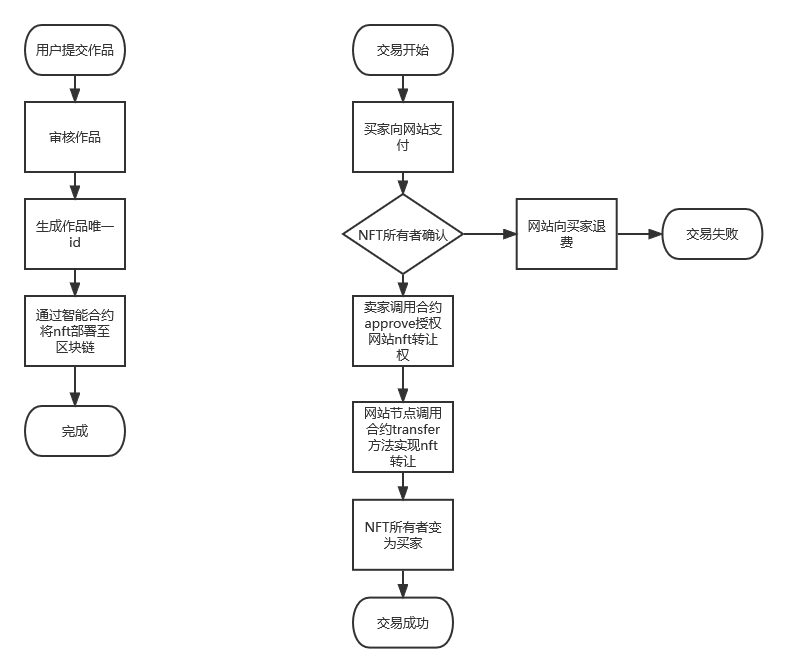 用户提交作品
审核作品
生成作品唯一
id
通过智能合约
将nft部署至
区块链
完成
交易开始
买家向网站支
付
NFT所有者确认
网站向买家退
费
交易失败
卖家调用合约
approve授权
网站nft转让
权
网站节点调用
合约transfer
方法实现nft
转让
NFT所有者变
为买家
交易成功